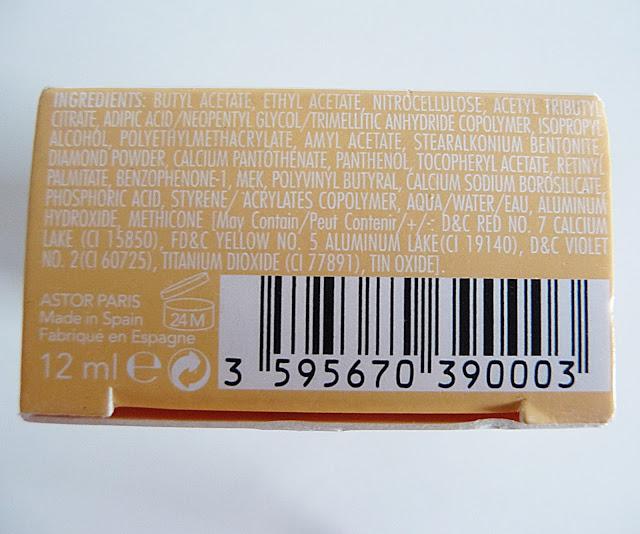 INGREDIENTS: BUTYL ACETATE, ETHYL ACETATE, NITROCELLULOSE, ACETYL TRIBUTYL
CITRATE, ADIPIC ACID/NEOPENTYL GLYCOL/TRIMELLITIC ANHYDRIDE COPOLYMER, ISOPROPYL
ALCOHOL, POLYETHYLMETHACRYLATE, AMYL ACETATE, STEARALKONIUM BENTONITE,
DIAMOND POWDER, CALCIUM PANTOTHENATE, PANTHENOL, TOCOPHERYL ACETATE, RETINYL
PALMITATE, BENZOPHENONE-1, MEK, POLYVINYL BUTYRAL, CALCIUM SODIUM BOROSILICATE,
PHOSPHORIC ACID, STYRENE/ ACRYLATES COPOLYMER, AQUA/WATER/EAU, ALUMINUM
HYDROXIDE, METHICONE [May Contain/Peut Contenir/+/-: D&C RED NO. 7 CALCIUM
LAKE (CI 15850), FD&C YELLOW NO. 5 ALUMINUM LAKE(CI 19140), D&C VIOLET
NO. 2(CI 60725), TITANIUM DIOXIDE (CI 77891), TIN OXIDE].
ASTOR PARIS
Made in Spain
Fabriqué en Espagne
24 M
12 ml e
3 595670 390003